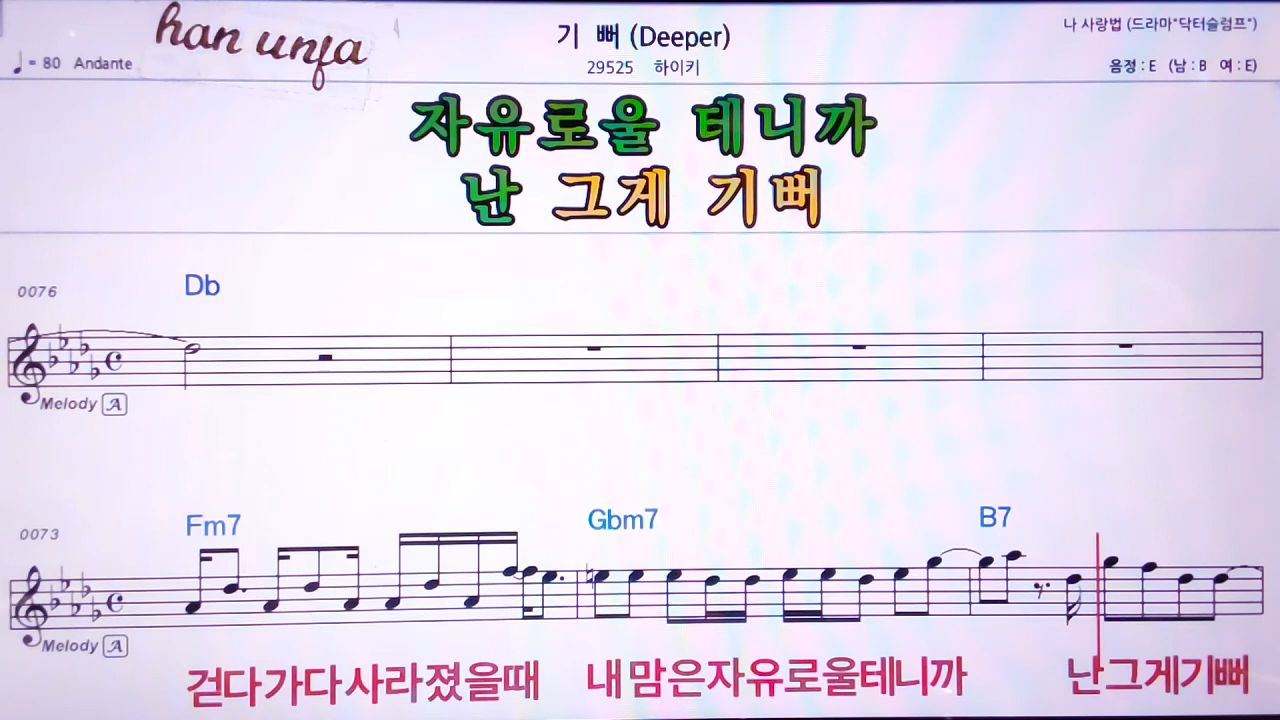 han unja
♩= 80 Andante
기 뻐 (Deeper)
29525 하이키
나 사랑법 (드라마"닥터슬럼프")
음정 : E (남 : B 여 : E)
자유로울 테니까
난 그게 기뻐
0076
Db
Melody A
0073
Fm7 Gbm7 B7
Melody A
걷다가다사라졌을때 내맘은자유로울테니까 난그게기뻐